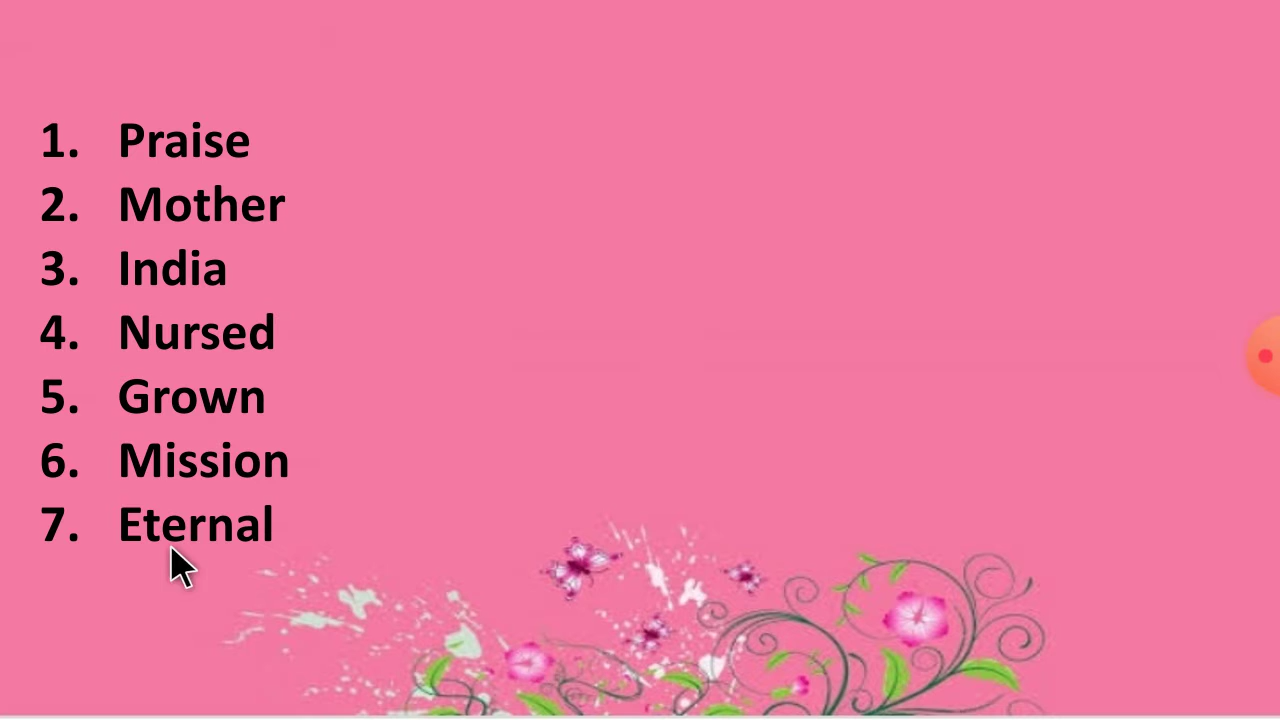 1. Praise
2. Mother
3. India
4. Nursed
5. Grown
6. Mission
7. Eternal